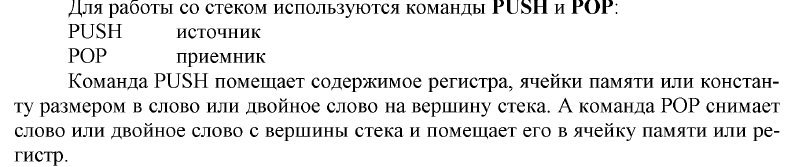 Для работы со стеком используются команды PUSH и POP:
PUSH источник
POP приемник
Команда PUSH помещает содержимое регистра, ячейки памяти или констан-
ту размером в слово или двойное слово на вершину стека. А команда POP снимает
слово или двойное слово с вершины стека и помещает его в ячейку памяти или ре-
гистр.